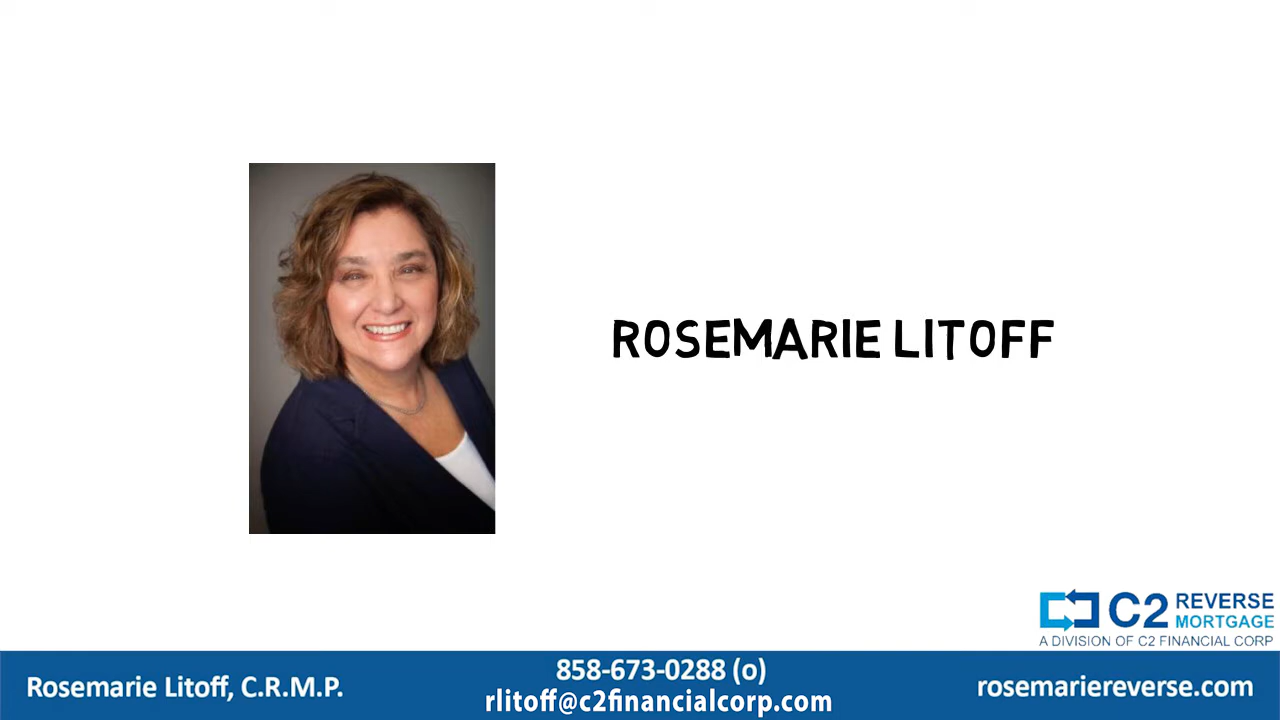 ROSEMARIE LITOFF
C2 REVERSE
MORTGAGE
A DIVISION OF C2 FINANCIAL CORP
Rosemarie Litoff, C.R.M.P.
858-673-0288 (o)
rlitoff@c2financialcorp.com
rosemariereverse.com